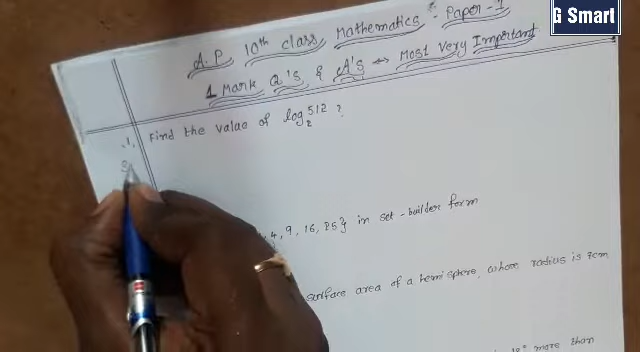 G Smart
A.P 10th class, Mathematics - Paper-1
1 Mark Q's & A's ↔ Most Very Important
1, Find the value of log₂512 ?
4, 9, 16, 25} in set-builder form
surface area of a hemisphere, whose radius is 7cm
more than